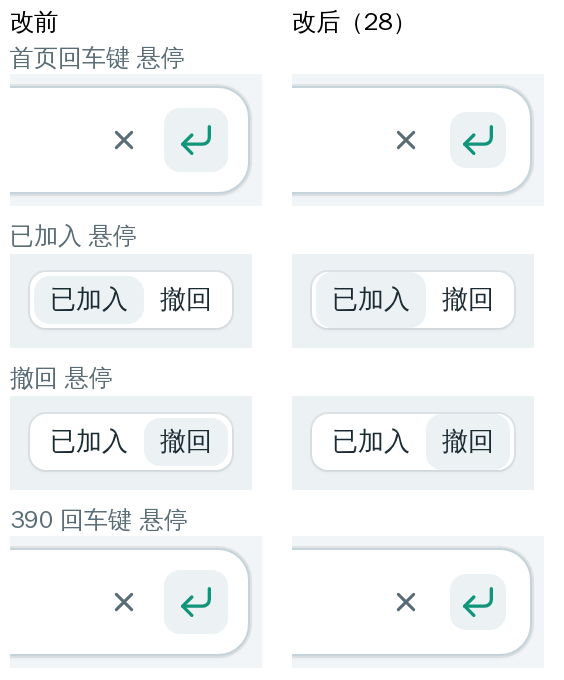 改前 改后（28）
首页回车键 悬停
已加入 悬停
已加入 撤回 已加入 撤回
撤回 悬停
已加入 撤回 已加入 撤回
390 回车键 悬停